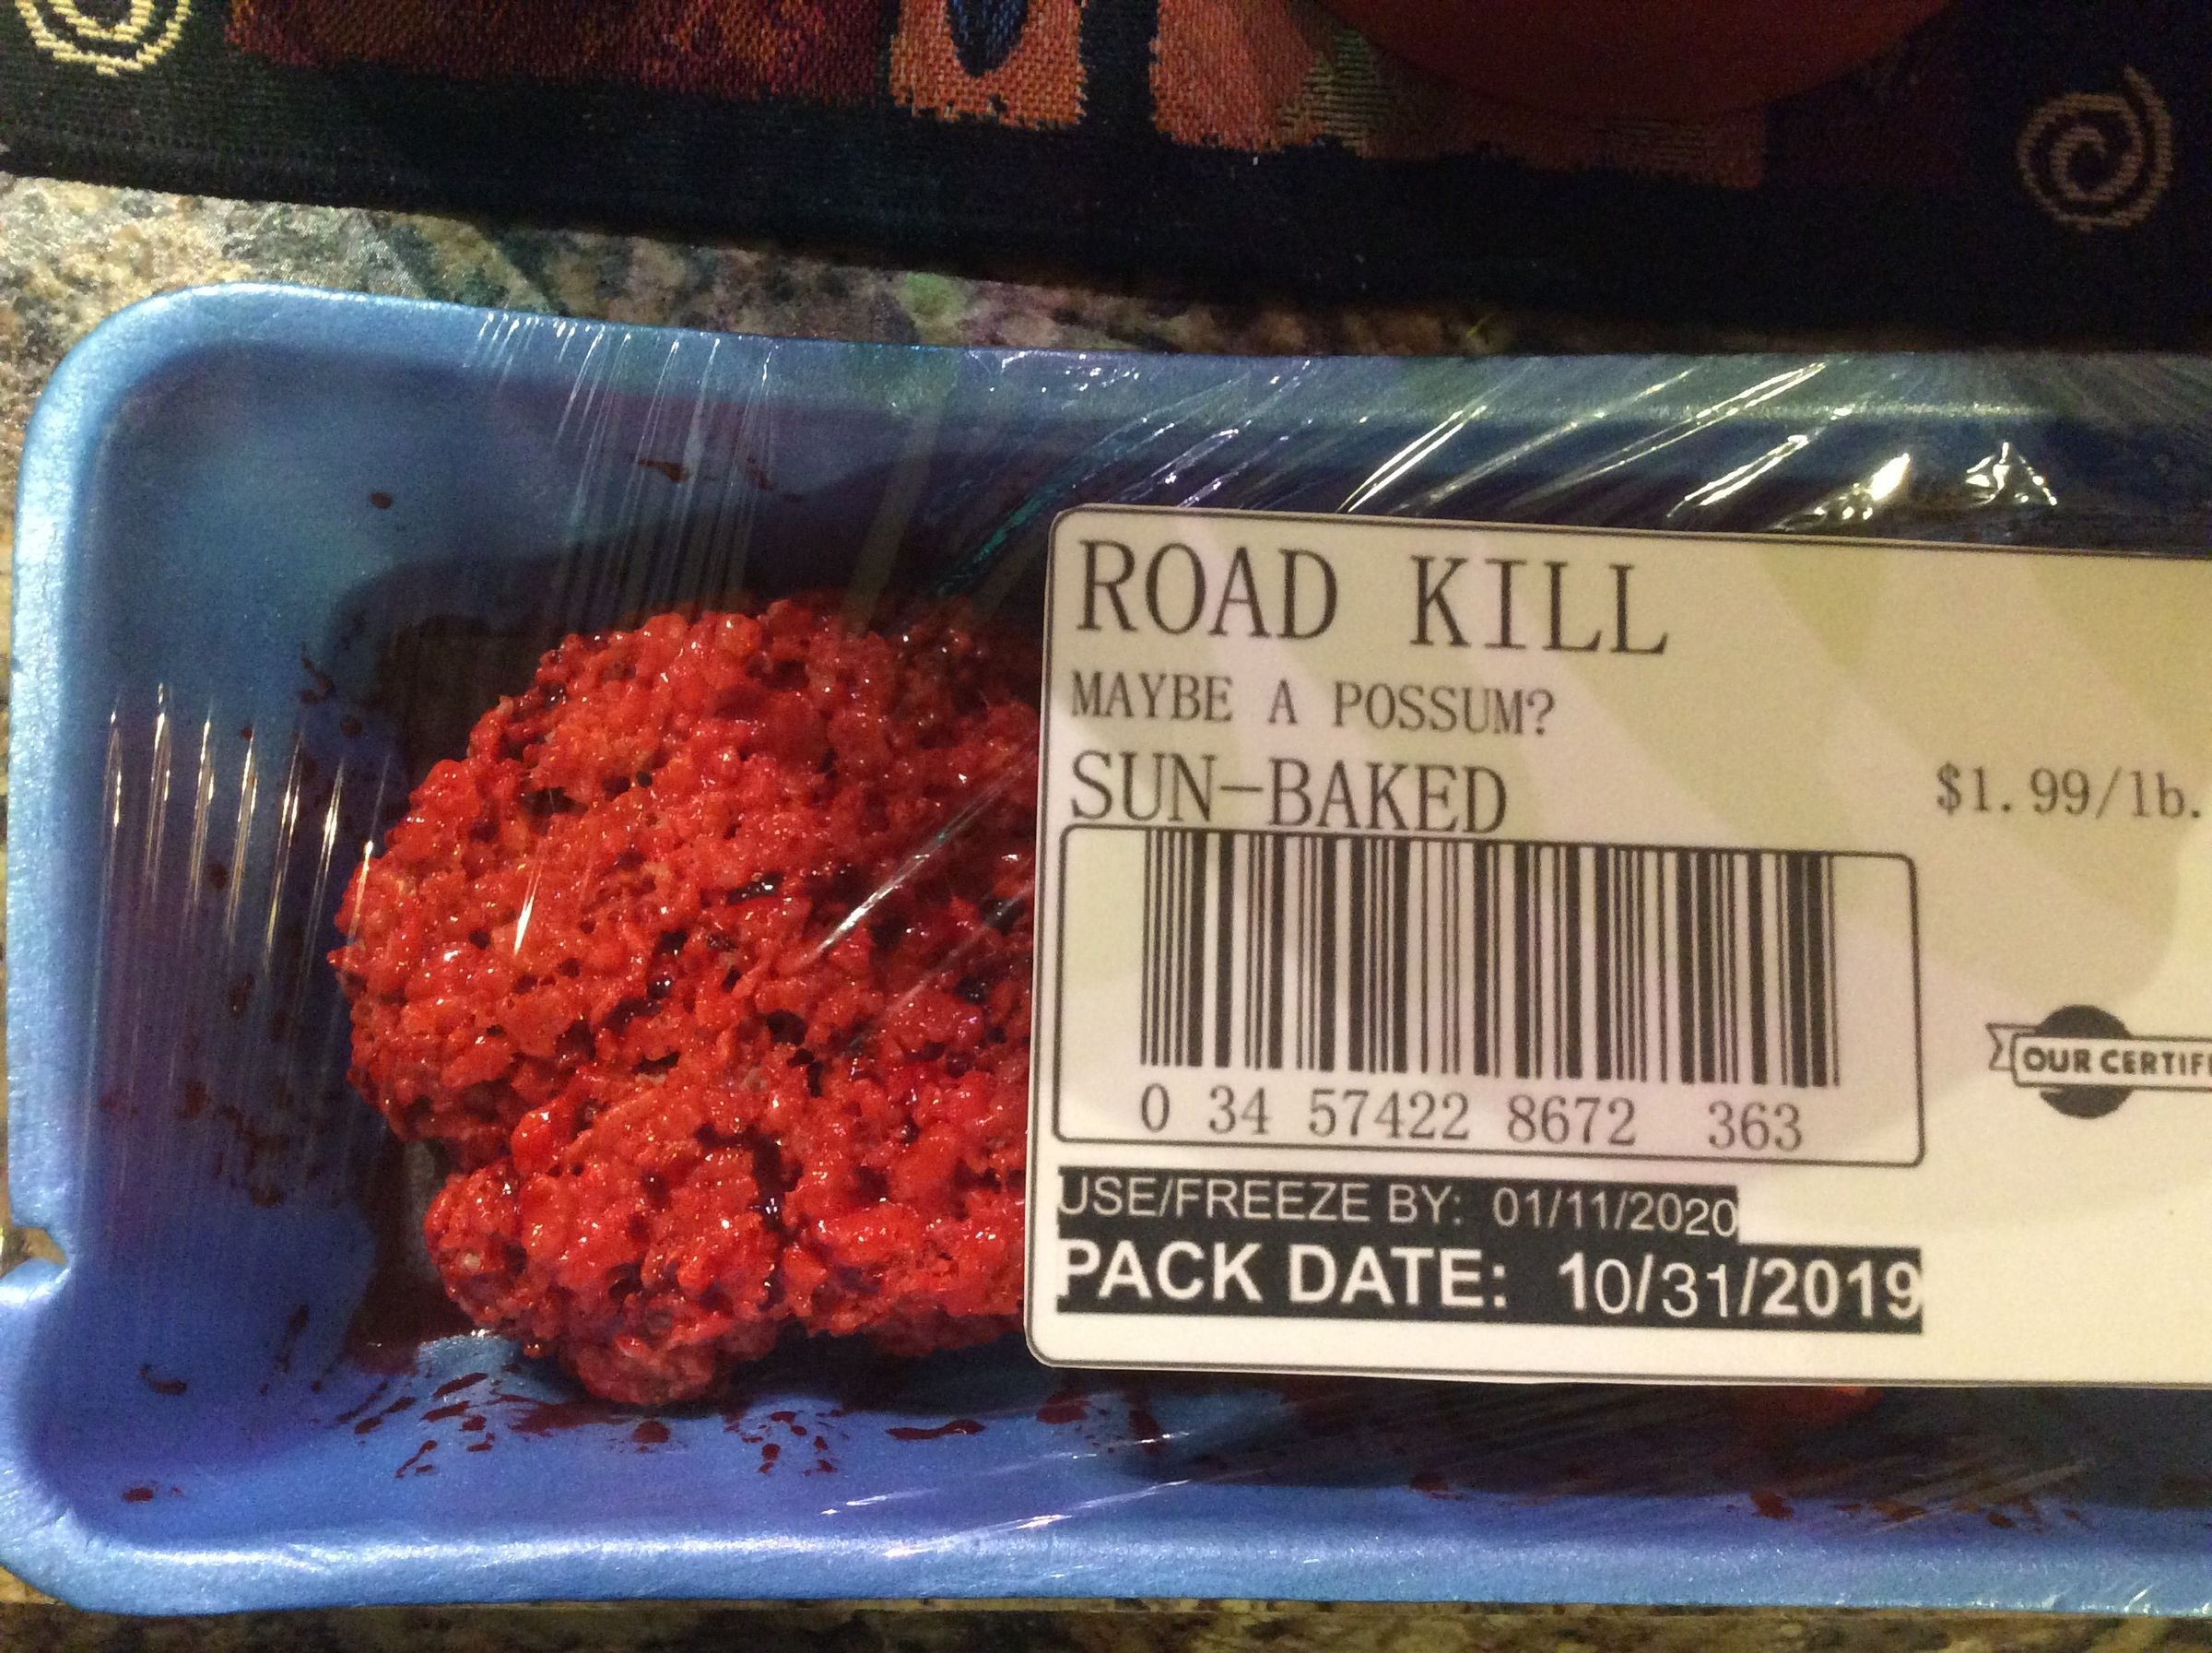 ROAD KILL
MAYBE A POSSUM?
SUN-BAKED
$1.99/lb.
0 34 57422 8672 363
OUR CERTIF
USE/FREEZE BY: 01/11/2020
PACK DATE: 10/31/2019